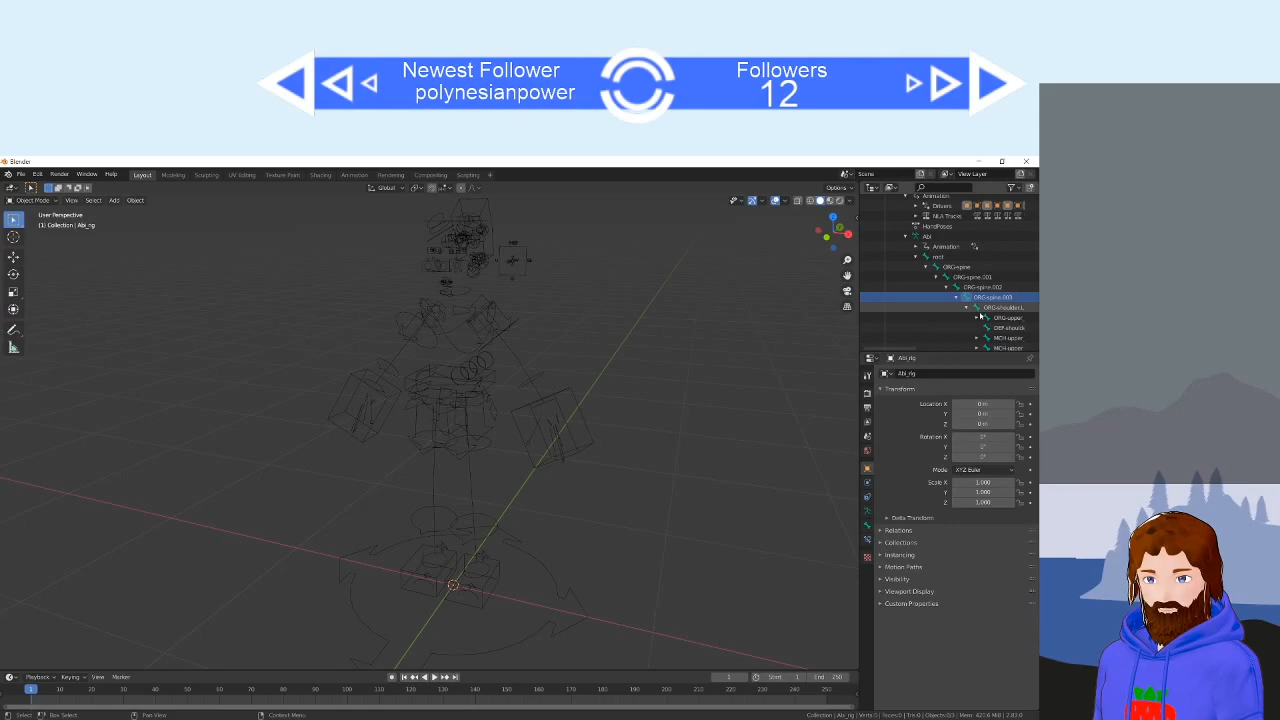 Newest Follower
polynesianpower
Followers
12
Blender
File Edit Render Window Help Layout Modeling Sculpting UV Editing Texture Paint Shading Animation Rendering Compositing Scripting +
Scene
View Layer
Object Mode View Select Add Object
Global
Options
User Perspective
(1) Collection | Abi_rig
Animation
Drivers
NLA Tracks
HandPoses
Abi
Animation
root
ORG-spine
ORG-spine.001
ORG-spine.002
ORG-spine.003
ORG-shoulder.L
ORG-upper_
DEF-should
MCH-upper_
MCH-upper
Abi_rig
Abi_rig
Transform
Location X 0 m
Y 0 m
Z 0 m
Rotation X 0°
Y 0°
Z 0°
Mode XYZ Euler
Scale X 1.000
Y 1.000
Z 1.000
Delta Transform
Relations
Collections
Instancing
Motion Paths
Visibility
Viewport Display
Custom Properties
Playback Keying View Marker
1 Start 1 End 250
1 10 20 30 40 50 60 70 80 90 100 110 120 130 140 150 160 170 180 190 200 210 220 230 240 250
Select Box Select Pan View Context Menu
Collection | Abi_rig | Verts:0 | Faces:0 | Tris:0 | Objects:0/3 | Mem: 421.6 MiB | 2.83.0